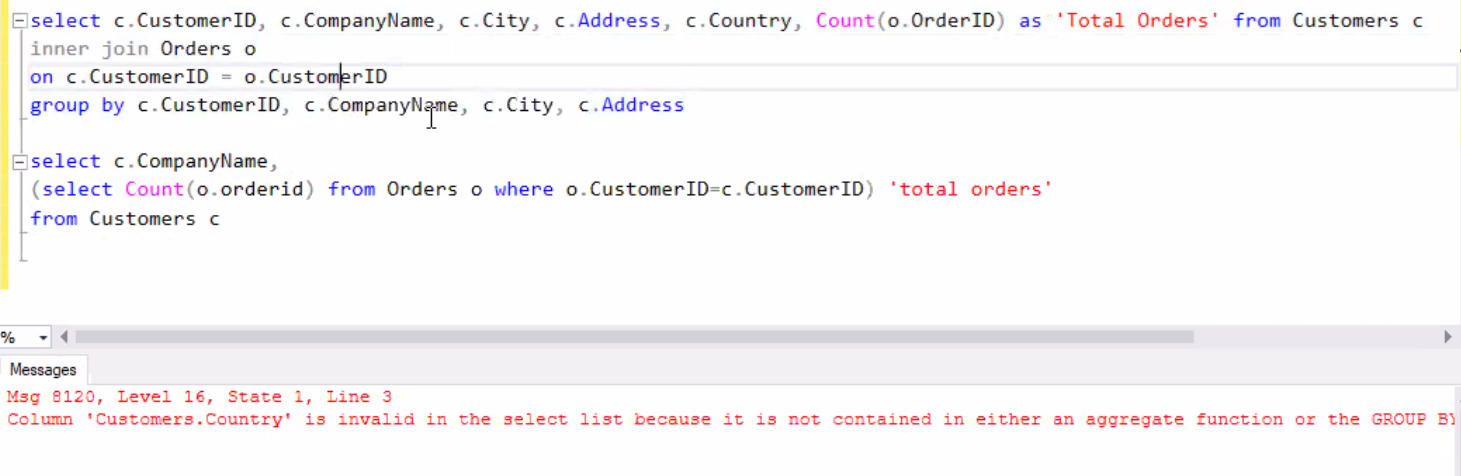 select c.CustomerID, c.CompanyName, c.City, c.Address, c.Country, Count(o.OrderID) as 'Total Orders' from Customers c
inner join Orders o
on c.CustomerID = o.CustomerID
group by c.CustomerID, c.CompanyName, c.City, c.Address
select c.CompanyName,
(select Count(o.orderid) from Orders o where o.CustomerID=c.CustomerID) 'total orders'
from Customers c
%
Messages
Msg 8120, Level 16, State 1, Line 3
Column 'Customers.Country' is invalid in the select list because it is not contained in either an aggregate function or the GROUP BY